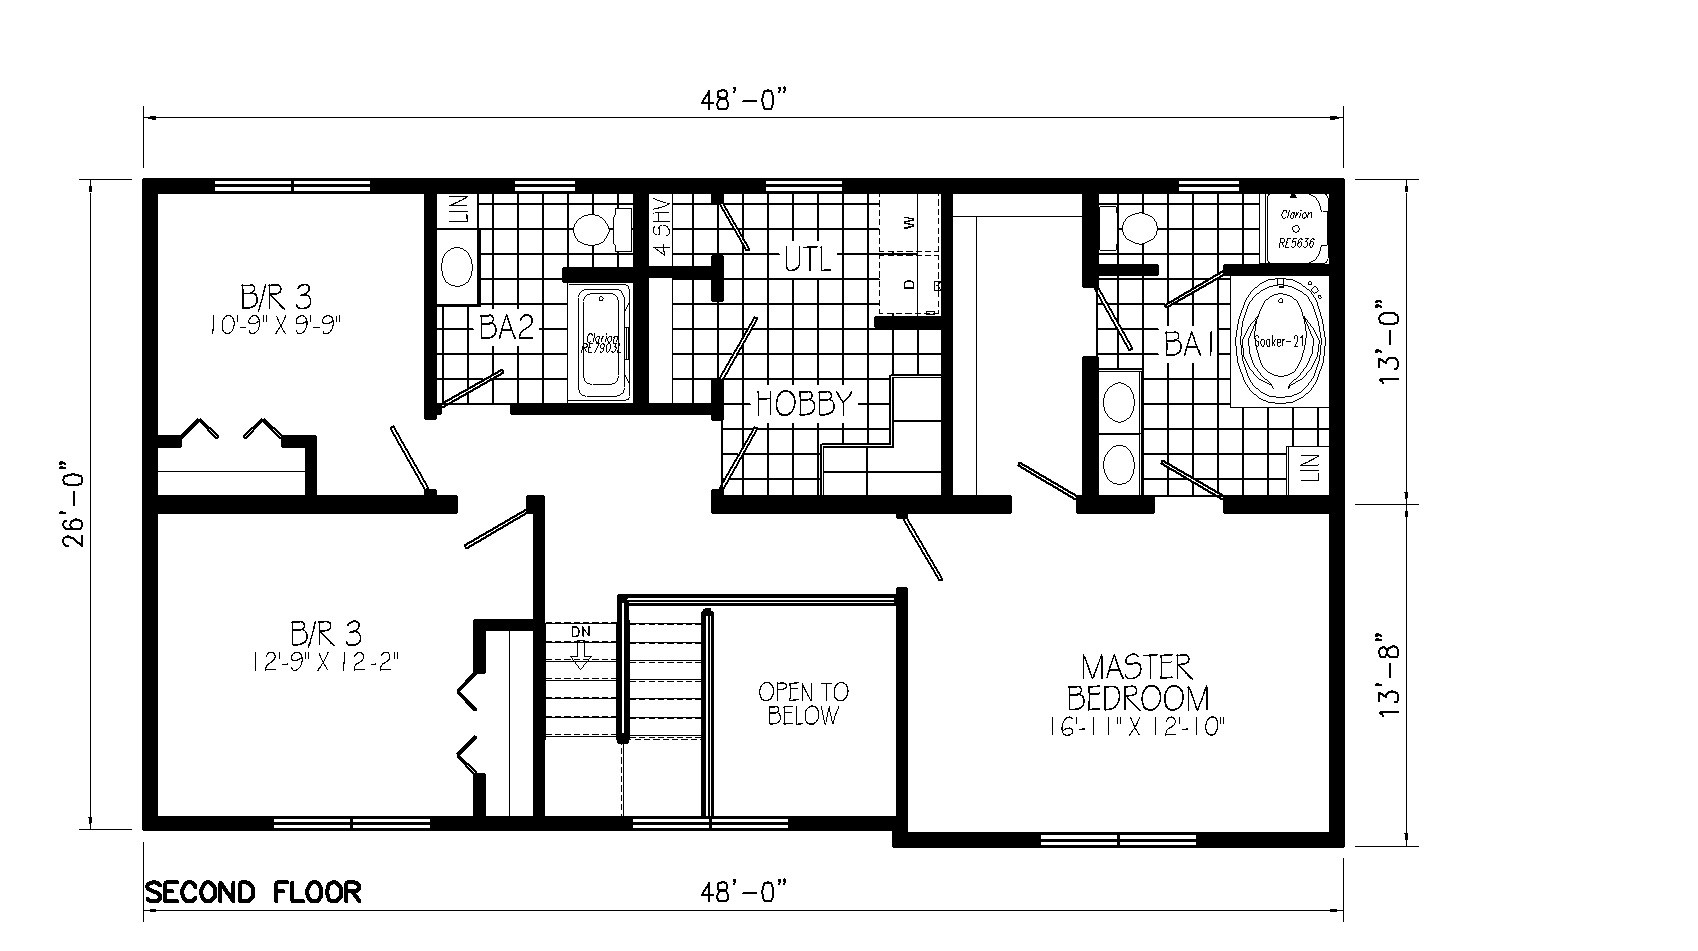 48'-0"
LIN
4 SHV
W
UTL
D
Clarion
RE5636
B/R 3
10'-9" X 9'-9"
BA2
Clarion
RE7903L
BA1
Soaker-21
13'-0"
HOBBY
LIN
26'-0"
B/R 3
12'-9" X 12'-2"
DN
OPEN TO
BELOW
MASTER
BEDROOM
16'-11" X 12'-10"
13'-8"
SECOND FLOOR
48'-0"